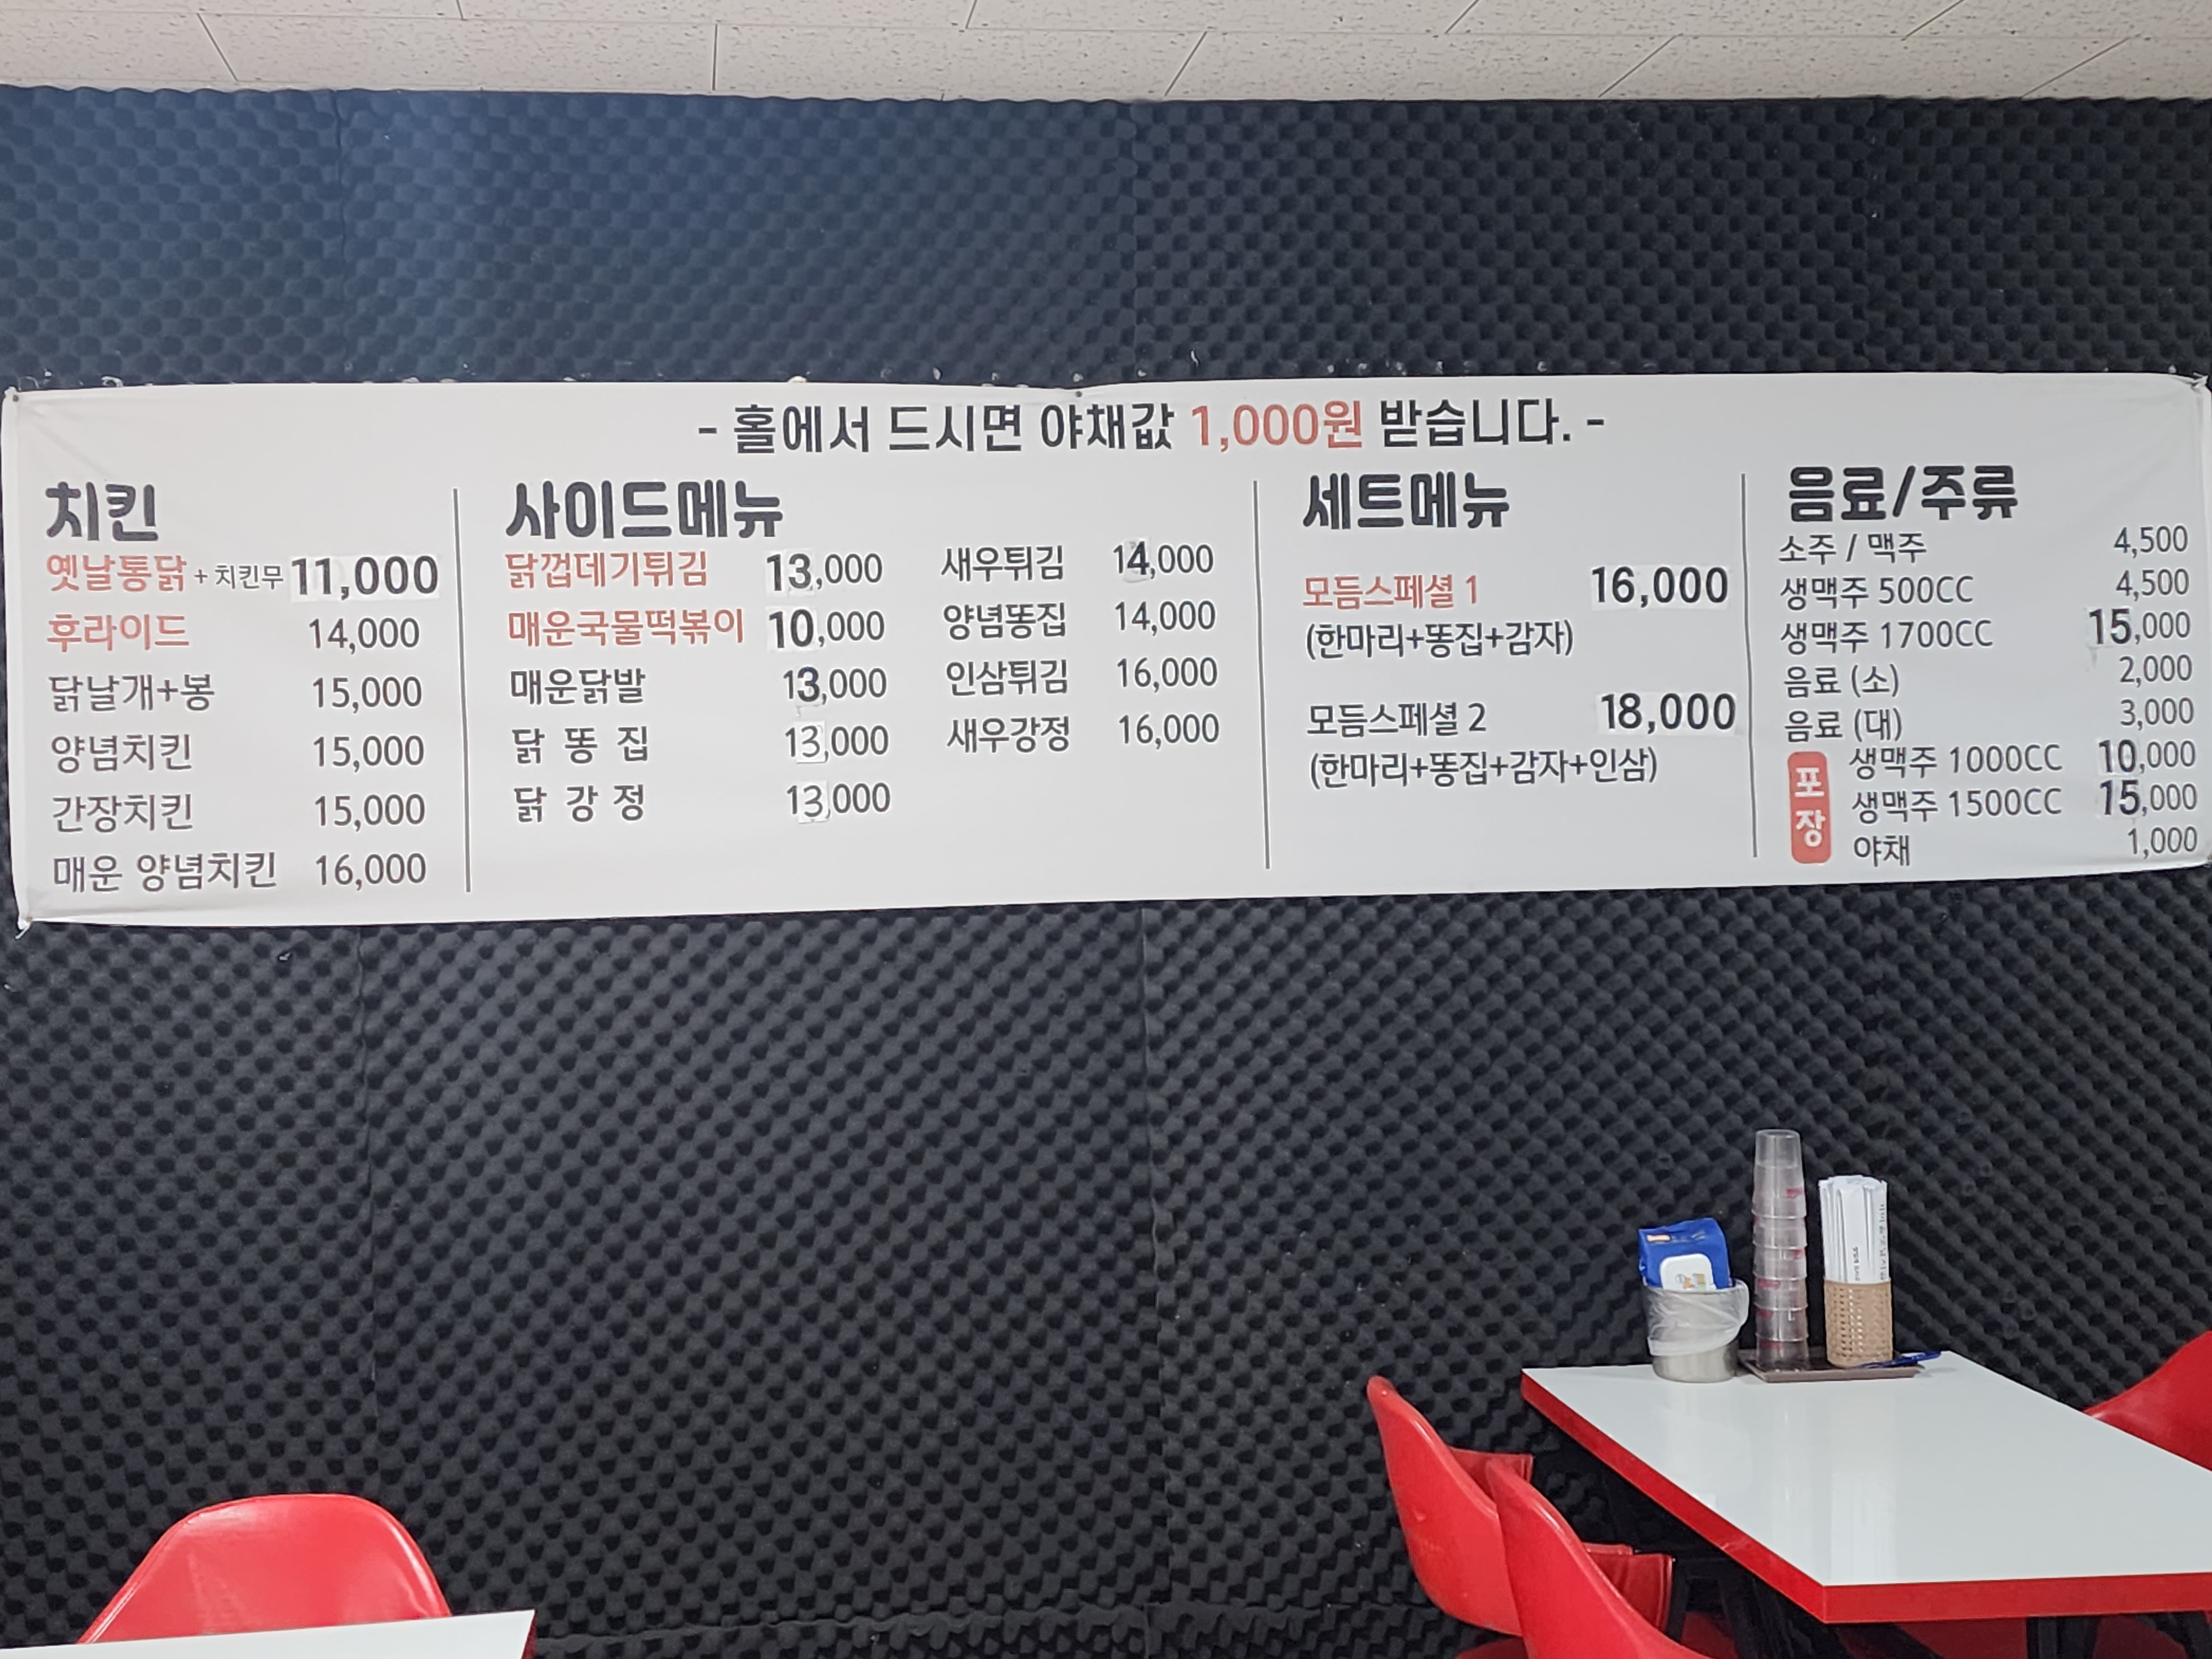 - 홀에서 드시면 야채값 1,000원 받습니다. -
치킨
옛날통닭 + 치킨무 11,000
후라이드 14,000
닭날개+봉 15,000
양념치킨 15,000
간장치킨 15,000
매운 양념치킨 16,000
사이드메뉴
닭껍데기튀김 13,000
매운국물떡볶이 10,000
매운닭발 13,000
닭 똥 집 13,000
닭 강 정 13,000
새우튀김 14,000
양념똥집 14,000
인삼튀김 16,000
새우강정 16,000
세트메뉴
모듬스페셜 1 16,000
(한마리+똥집+감자)
모듬스페셜 2 18,000
(한마리+똥집+감자+인삼)
음료/주류
소주 / 맥주 4,500
생맥주 500CC 4,500
생맥주 1700CC 15,000
음료 (소) 2,000
음료 (대) 3,000
포장
생맥주 1000CC 10,000
생맥주 1500CC 15,000
야채 1,000